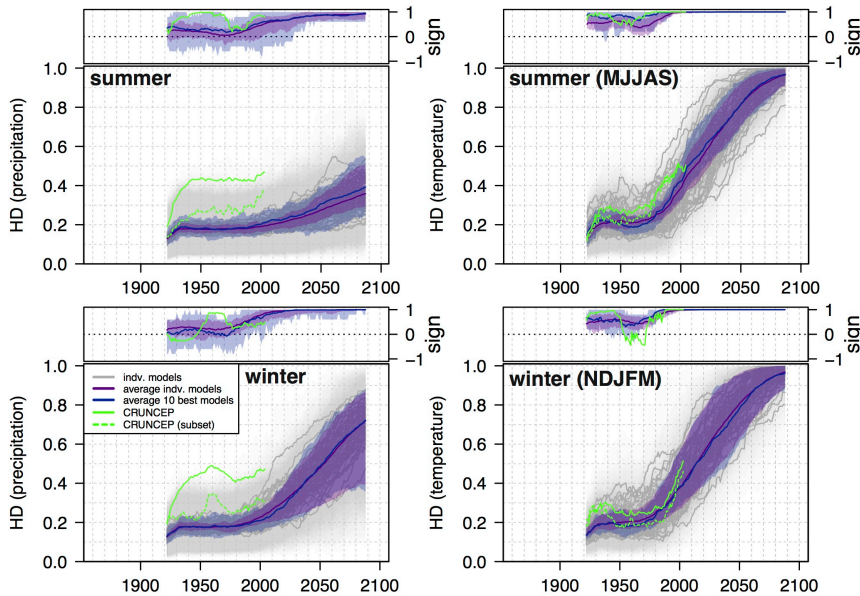 1
0
−1
sign
1
0
−1
sign
summer
1.0
0.8
0.6
0.4
0.2
0.0
HD (precipitation)
1900 1950 2000 2050 2100
summer (MJJAS)
1.0
0.8
0.6
0.4
0.2
0.0
HD (temperature)
1900 1950 2000 2050 2100
1
0
−1
sign
1
0
−1
sign
winter
indv. models
average indv. models
average 10 best models
CRUNCEP
CRUNCEP (subset)
1.0
0.8
0.6
0.4
0.2
0.0
HD (precipitation)
1900 1950 2000 2050 2100
winter (NDJFM)
1.0
0.8
0.6
0.4
0.2
0.0
HD (temperature)
1900 1950 2000 2050 2100